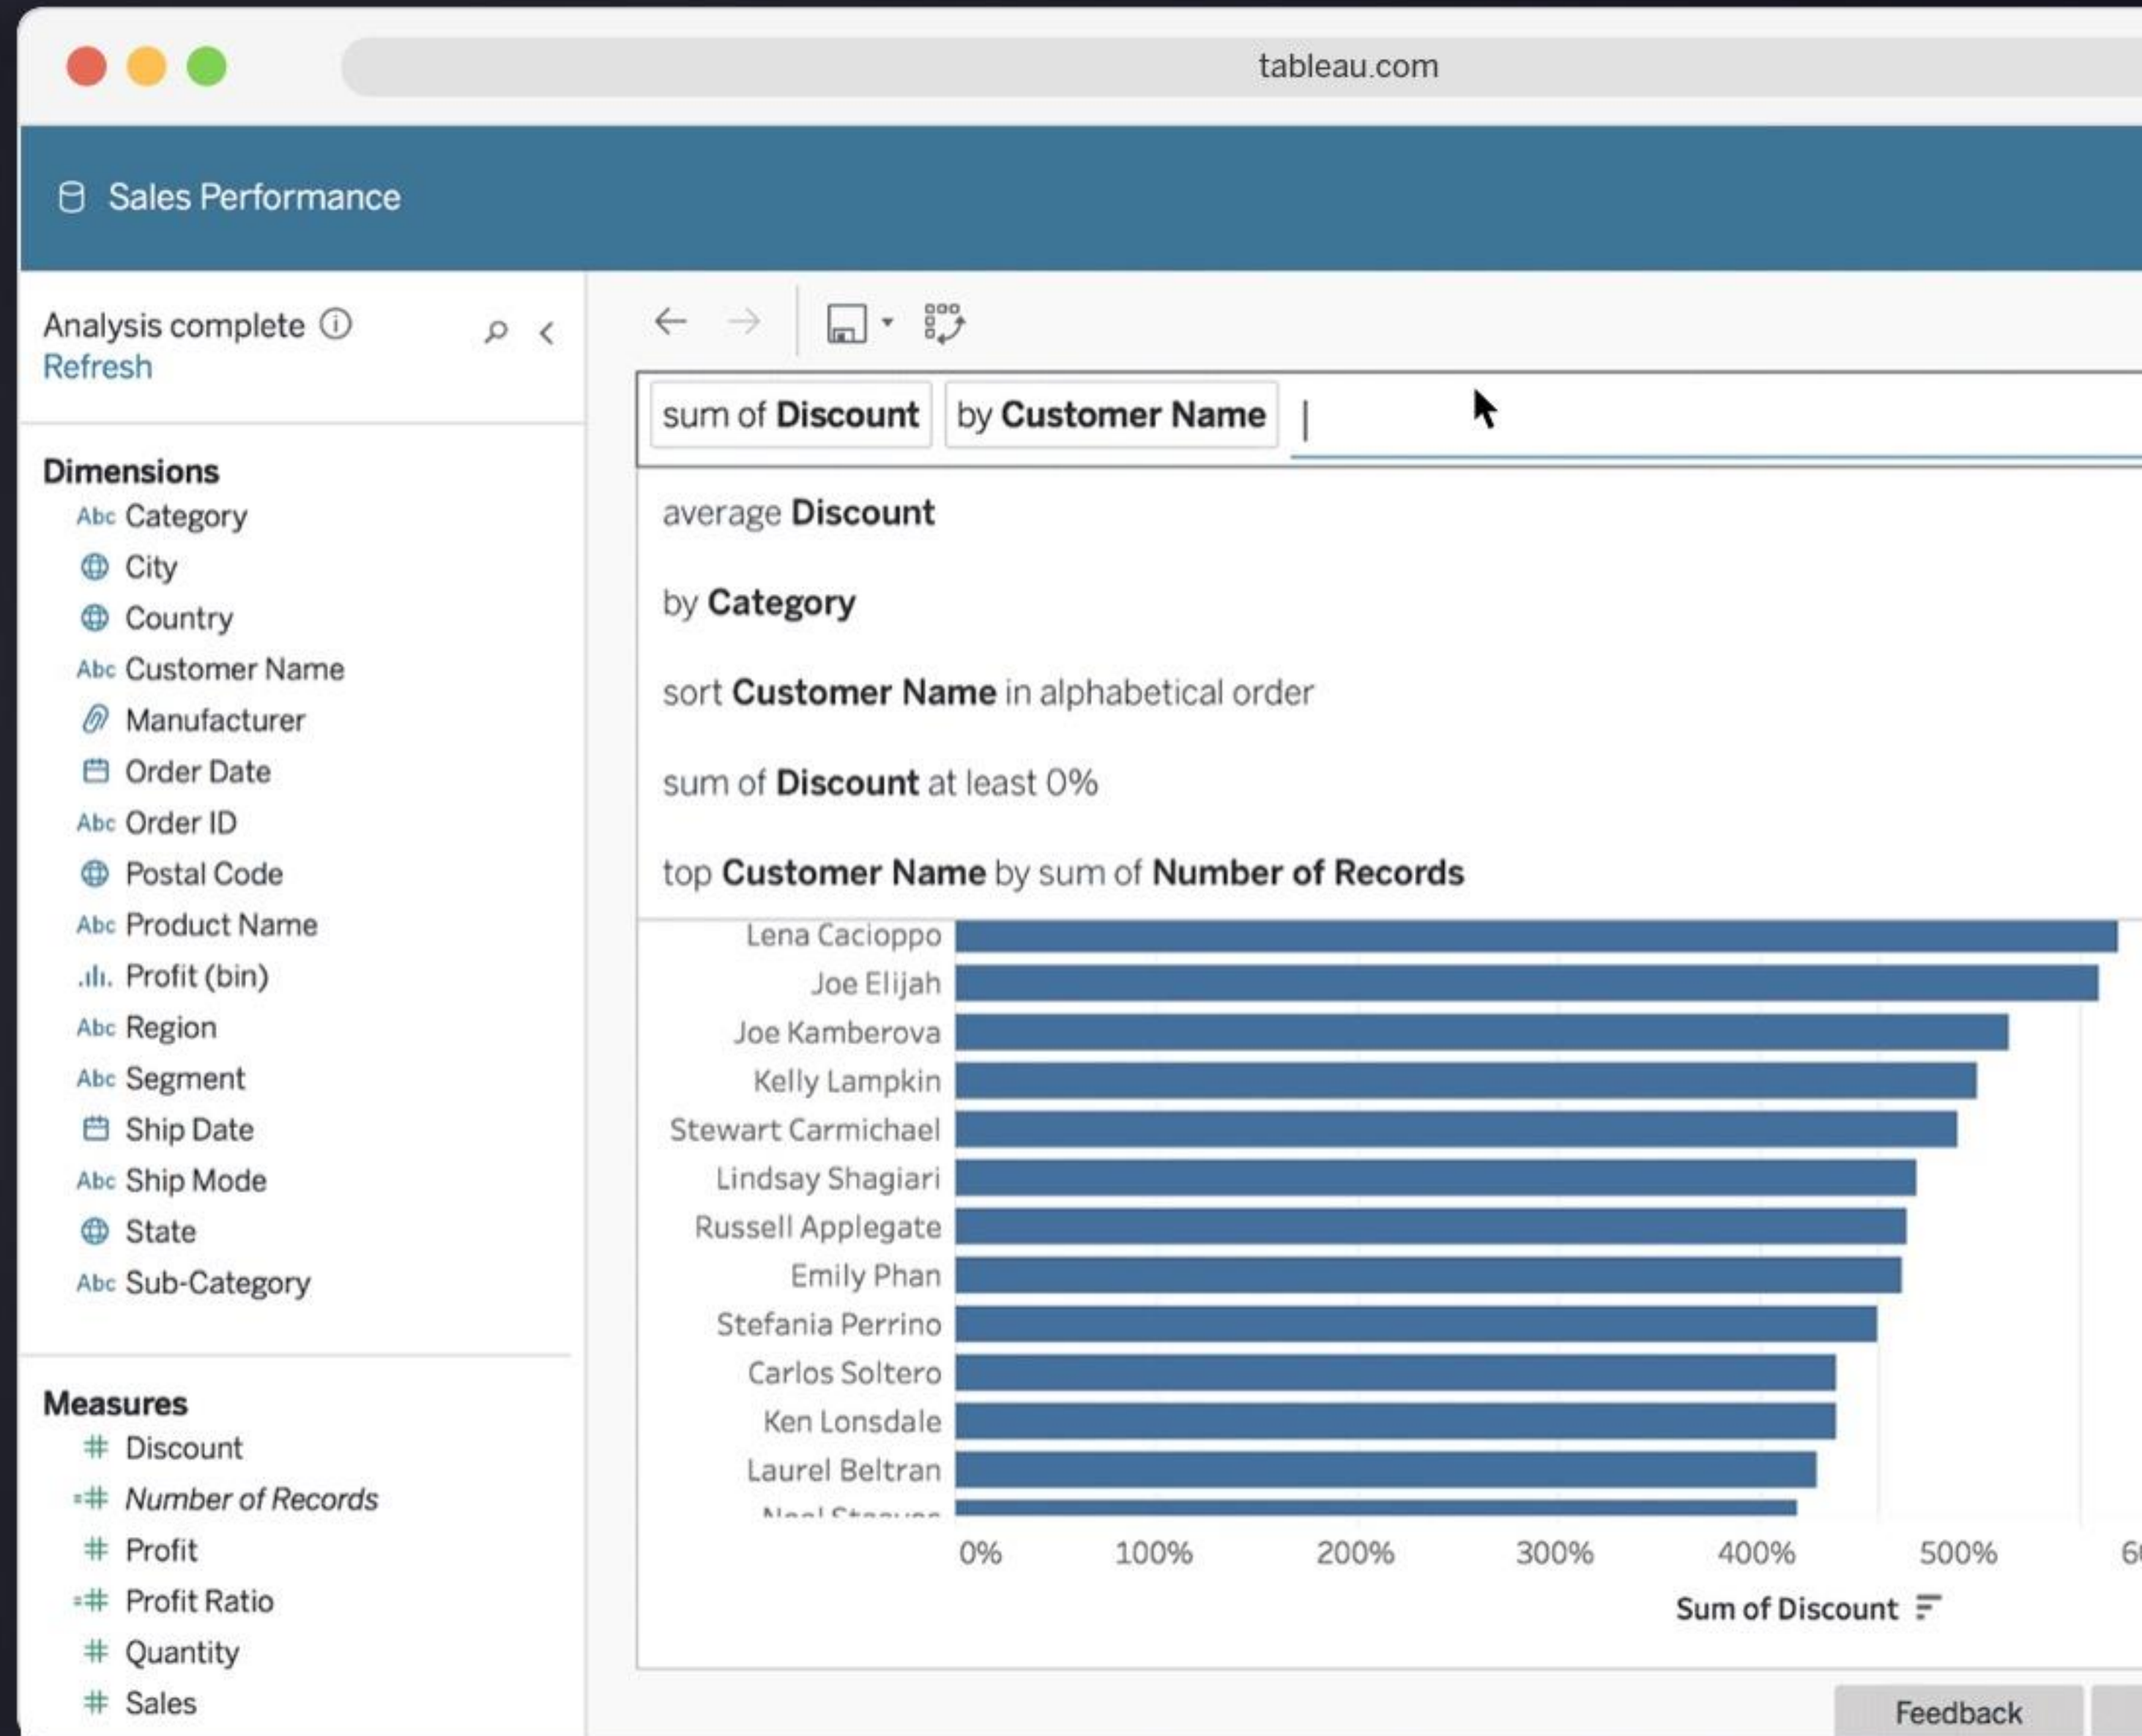 tableau.com
Sales Performance
Analysis complete
Refresh
Dimensions
Abc Category
City
Country
Abc Customer Name
Manufacturer
Order Date
Abc Order ID
Postal Code
Abc Product Name
Profit (bin)
Abc Region
Abc Segment
Ship Date
Abc Ship Mode
State
Abc Sub-Category
Measures
# Discount
=# Number of Records
# Profit
=# Profit Ratio
# Quantity
# Sales
sum of Discount by Customer Name
average Discount
by Category
sort Customer Name in alphabetical order
sum of Discount at least 0%
top Customer Name by sum of Number of Records
Lena Cacioppo
Joe Elijah
Joe Kamberova
Kelly Lampkin
Stewart Carmichael
Lindsay Shagiari
Russell Applegate
Emily Phan
Stefania Perrino
Carlos Soltero
Ken Lonsdale
Laurel Beltran
0% 100% 200% 300% 400% 500%
Sum of Discount
Feedback